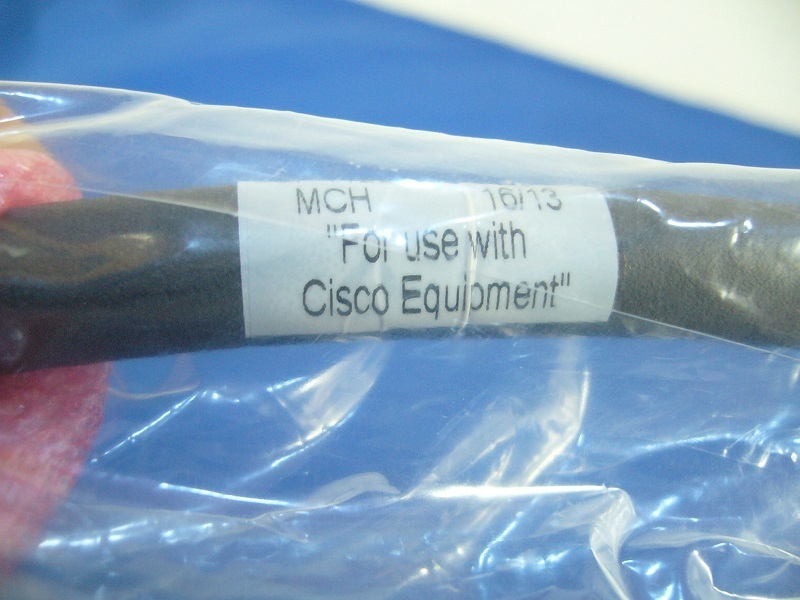 MCH 16/13
"For use with
Cisco Equipment"